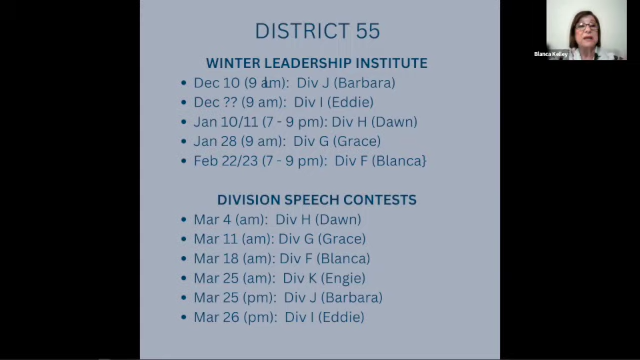 DISTRICT 55
WINTER LEADERSHIP INSTITUTE
• Dec 10 (9 am): Div J (Barbara)
• Dec ?? (9 am): Div I (Eddie)
• Jan 10/11 (7 - 9 pm): Div H (Dawn)
• Jan 28 (9 am): Div G (Grace)
• Feb 22/23 (7 - 9 pm): Div F (Blanca}
DIVISION SPEECH CONTESTS
• Mar 4 (am): Div H (Dawn)
• Mar 11 (am): Div G (Grace)
• Mar 18 (am): Div F (Blanca)
• Mar 25 (am): Div K (Engie)
• Mar 25 (pm): Div J (Barbara)
• Mar 26 (pm): Div I (Eddie)
Blanca Kelley